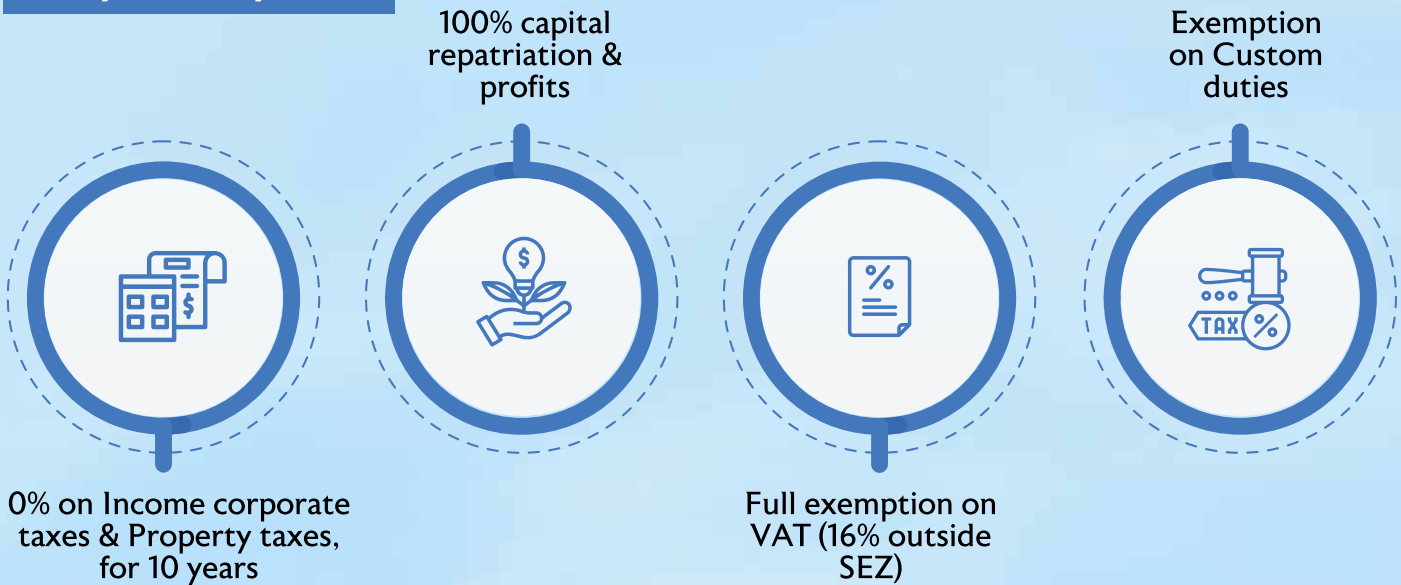 100% capital
repatriation &
profits
Exemption
on Custom
duties
$
$
%
TAX %
0% on Income corporate
taxes & Property taxes,
for 10 years
Full exemption on
VAT (16% outside
SEZ)